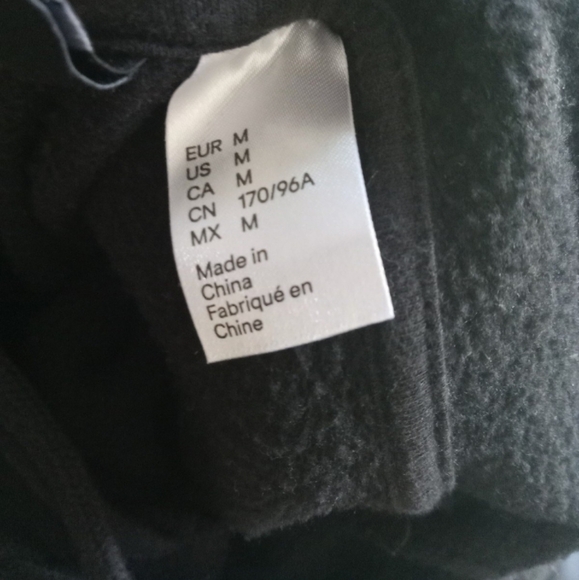 EUR M
US M
CA M
CN 170/96A
MX M
Made in
China
Fabriqué en
Chine